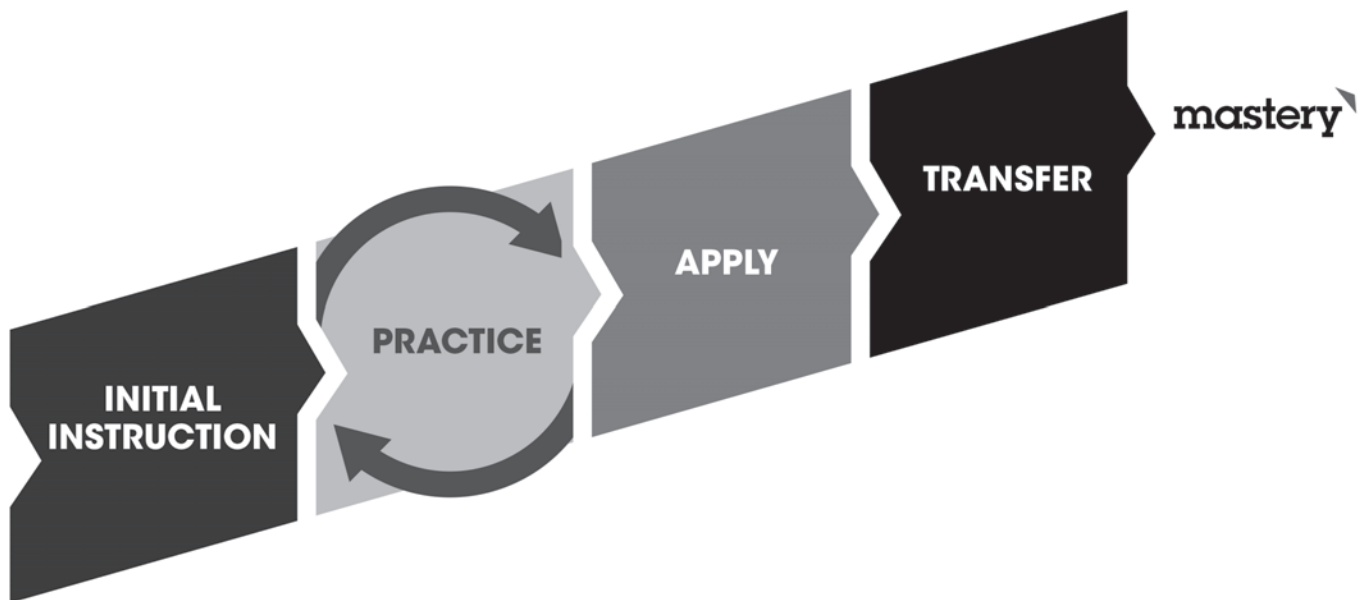 INITIAL
INSTRUCTION
PRACTICE
APPLY
TRANSFER
mastery